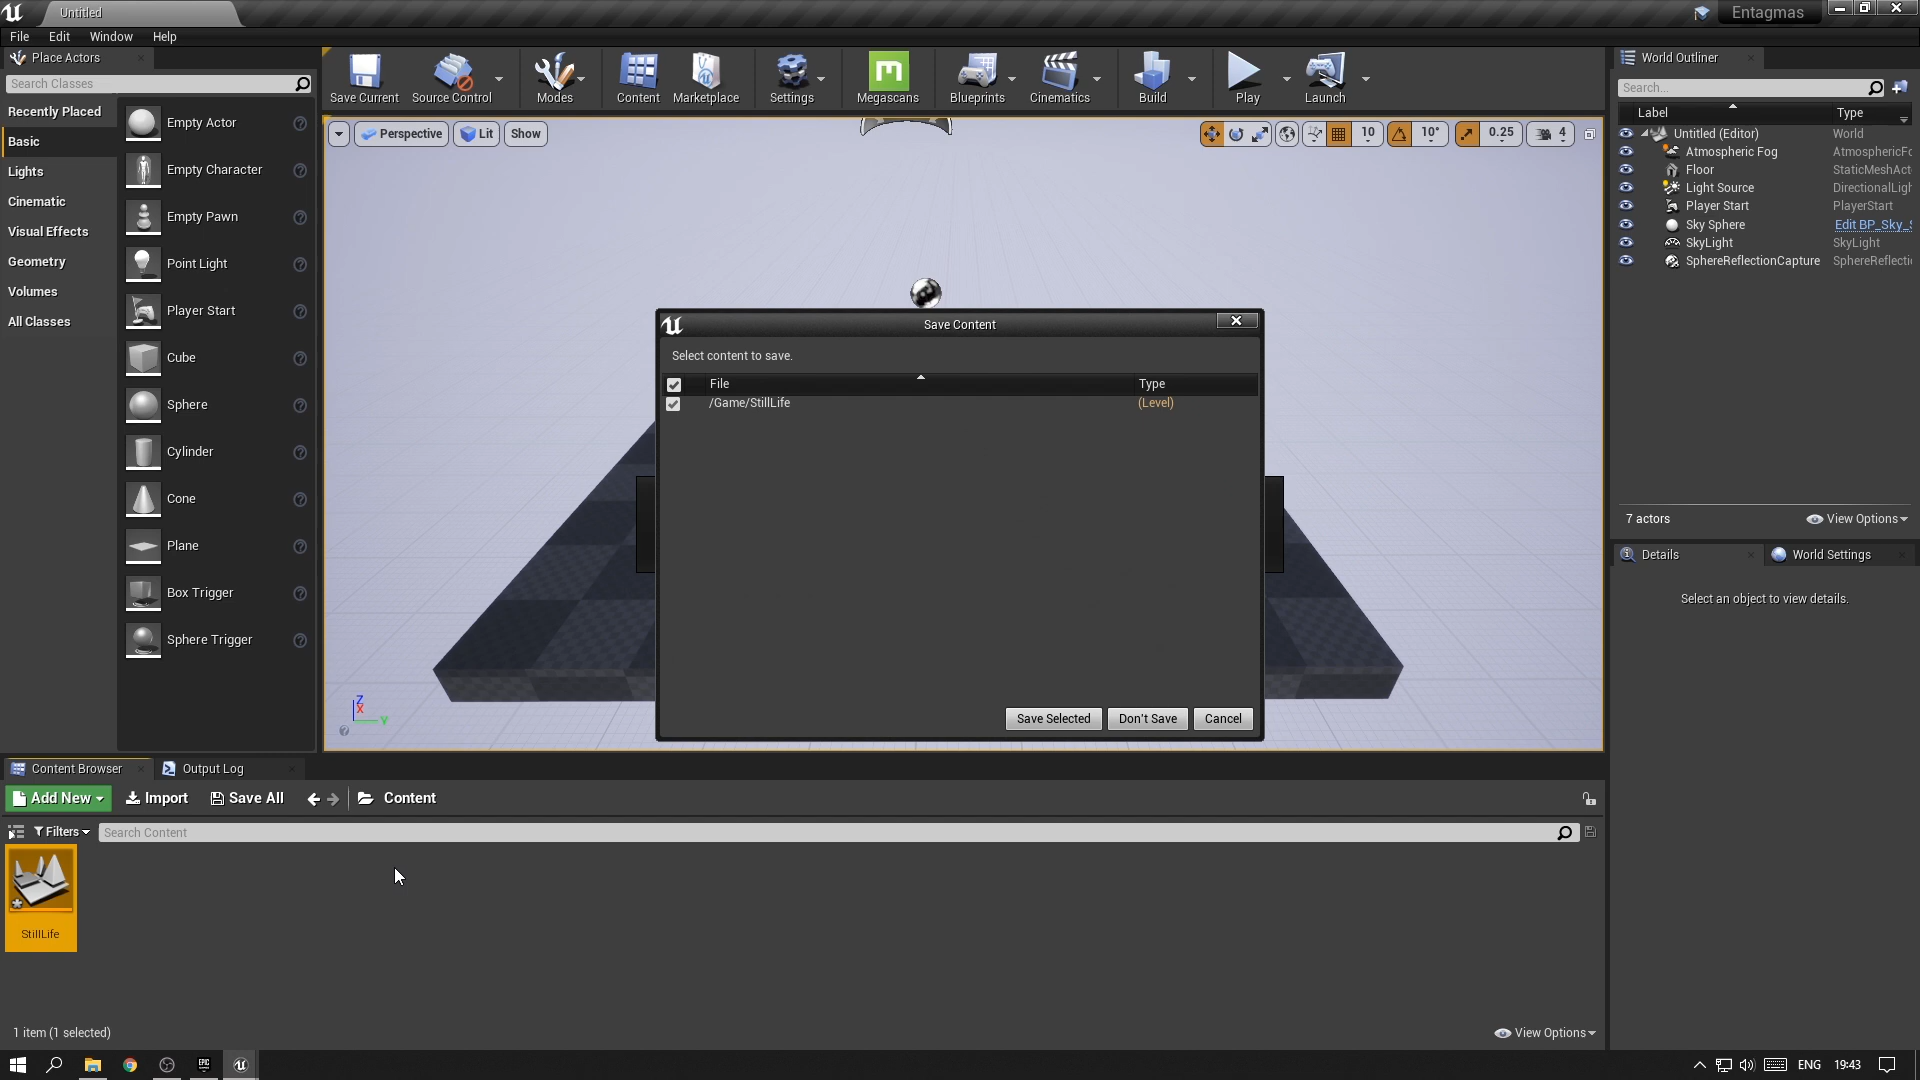 Untitled
Entagmas
File Edit Window Help
Place Actors
Search Classes
Recently Placed
Basic
Lights
Cinematic
Visual Effects
Geometry
Volumes
All Classes
Empty Actor
Empty Character
Empty Pawn
Point Light
Player Start
Cube
Sphere
Cylinder
Cone
Plane
Box Trigger
Sphere Trigger
Save Current Source Control Modes Content Marketplace Settings Megascans Blueprints Cinematics Build Play Launch
Perspective Lit Show
10 10° 0.25 4
Z
X
Y
Save Content
Select content to save.
File Type
/Game/StillLife (Level)
Save Selected Don't Save Cancel
World Outliner
Search...
Label Type
Untitled (Editor) World
Atmospheric Fog AtmosphericFo
Floor StaticMeshAct
Light Source DirectionalLigh
Player Start PlayerStart
Sky Sphere Edit BP_Sky_S
SkyLight SkyLight
SphereReflectionCapture SphereReflecti
7 actors View Options
Details World Settings
Select an object to view details.
Content Browser Output Log
Add New Import Save All Content
Filters Search Content
StillLife
1 item (1 selected) View Options
EPIC
ENG 19:43